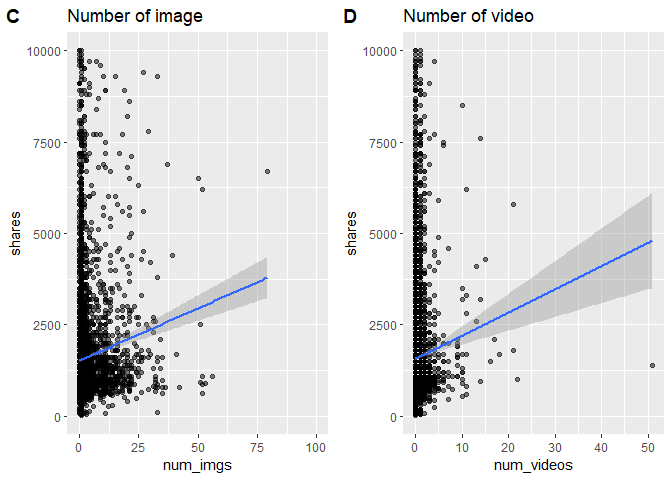 C Number of image
10000
7500
5000
2500
0
shares
0 25 50 75 100
num_imgs
D Number of video
10000
7500
5000
2500
0
shares
0 10 20 30 40 50
num_videos